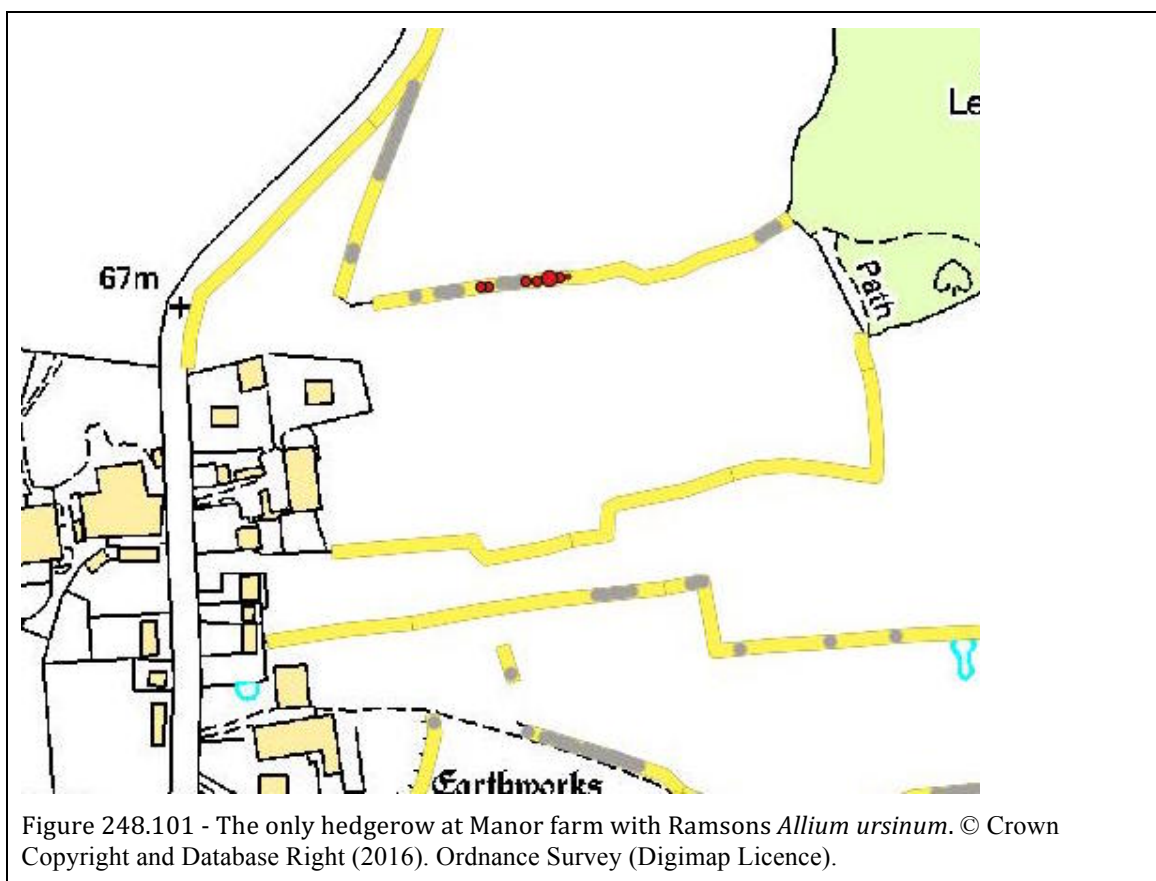 Le
67m
Path
Earthworks
Figure 248.101 - The only hedgerow at Manor farm with Ramsons Allium ursinum. © Crown
Copyright and Database Right (2016). Ordnance Survey (Digimap Licence).